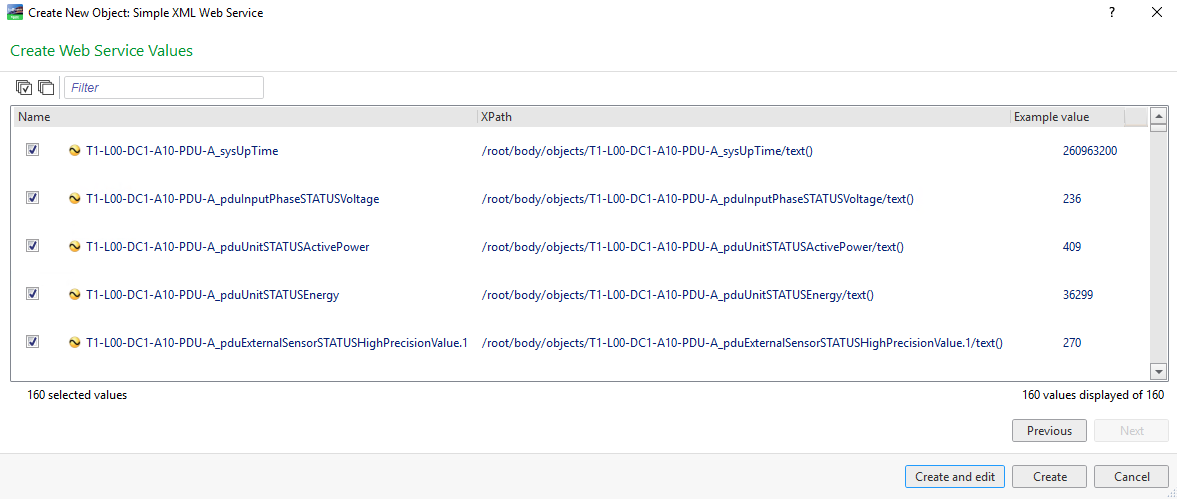 Create New Object: Simple XML Web Service ?
Create Web Service Values
Filter
Name XPath Example value
T1-L00-DC1-A10-PDU-A_sysUpTime /root/body/objects/T1-L00-DC1-A10-PDU-A_sysUpTime/text() 260963200
T1-L00-DC1-A10-PDU-A_pduInputPhaseSTATUSVoltage /root/body/objects/T1-L00-DC1-A10-PDU-A_pduInputPhaseSTATUSVoltage/text() 236
T1-L00-DC1-A10-PDU-A_pduUnitSTATUSActivePower /root/body/objects/T1-L00-DC1-A10-PDU-A_pduUnitSTATUSActivePower/text() 409
T1-L00-DC1-A10-PDU-A_pduUnitSTATUSEnergy /root/body/objects/T1-L00-DC1-A10-PDU-A_pduUnitSTATUSEnergy/text() 36299
T1-L00-DC1-A10-PDU-A_pduExternalSensorSTATUSHighPrecisionValue.1 /root/body/objects/T1-L00-DC1-A10-PDU-A_pduExternalSensorSTATUSHighPrecisionValue.1/text() 270
160 selected values 160 values displayed of 160
Previous Next
Create and edit Create Cancel